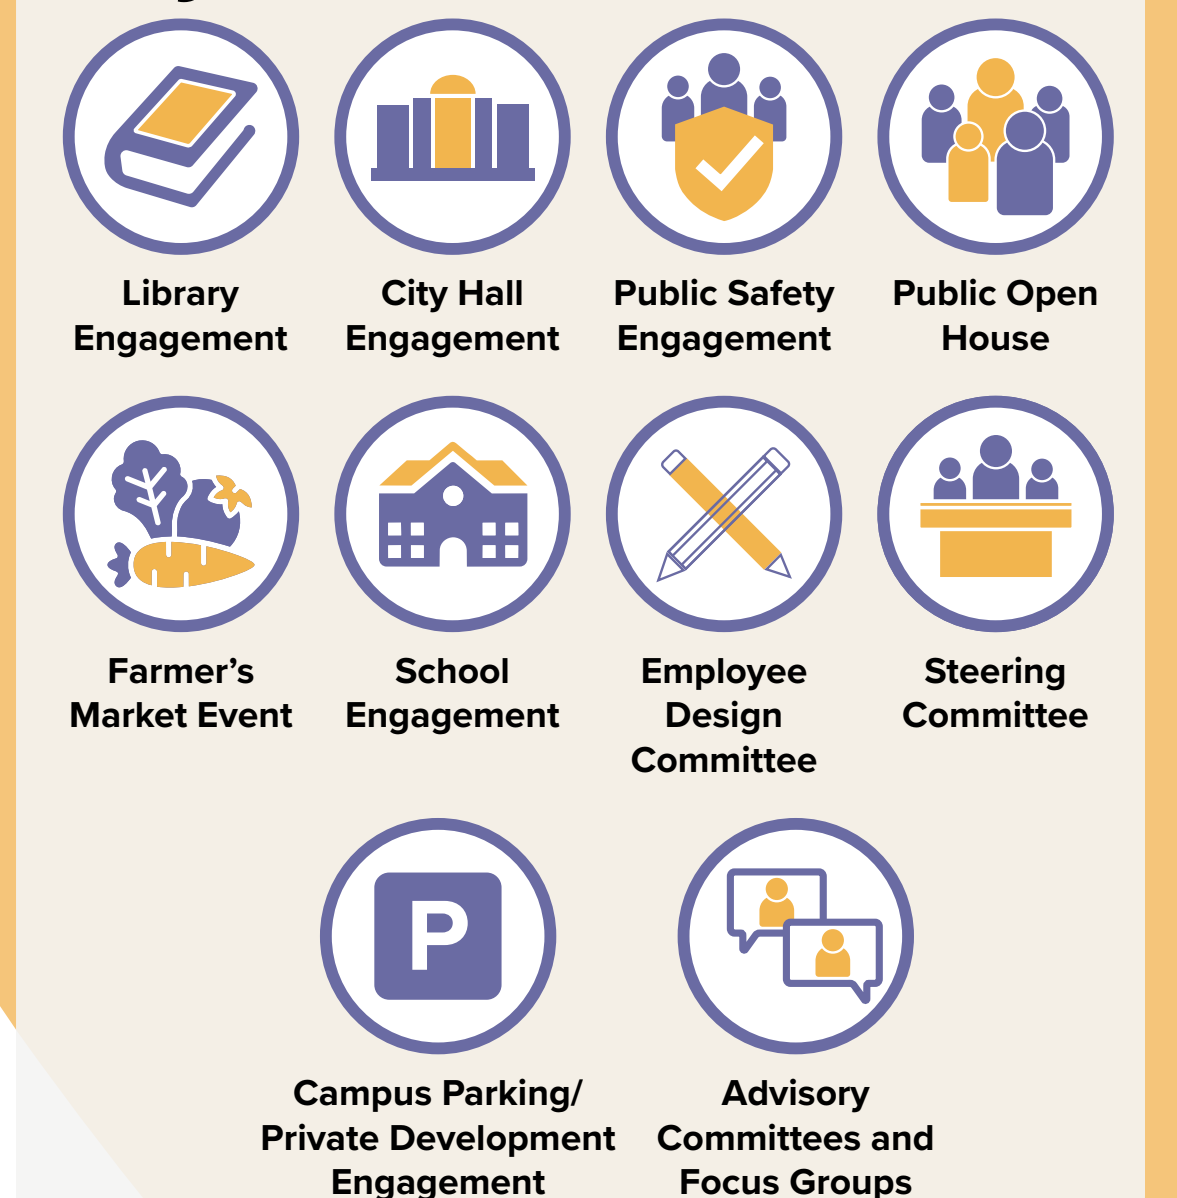 Library
Engagement
City Hall
Engagement
Public Safety
Engagement
Public Open
House
Farmer’s
Market Event
School
Engagement
Employee
Design
Committee
Steering
Committee
P
Campus Parking/
Private Development
Engagement
Advisory
Committees and
Focus Groups